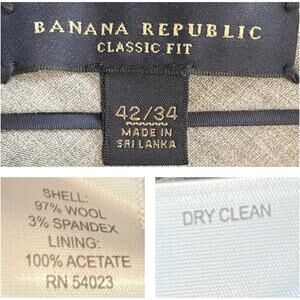 BANANA REPUBLIC
CLASSIC FIT
42/34
MADE IN
SRI LANKA
SHELL:
97% WOOL
3% SPANDEX
LINING:
100% ACETATE
RN 54023
DRY CLEAN